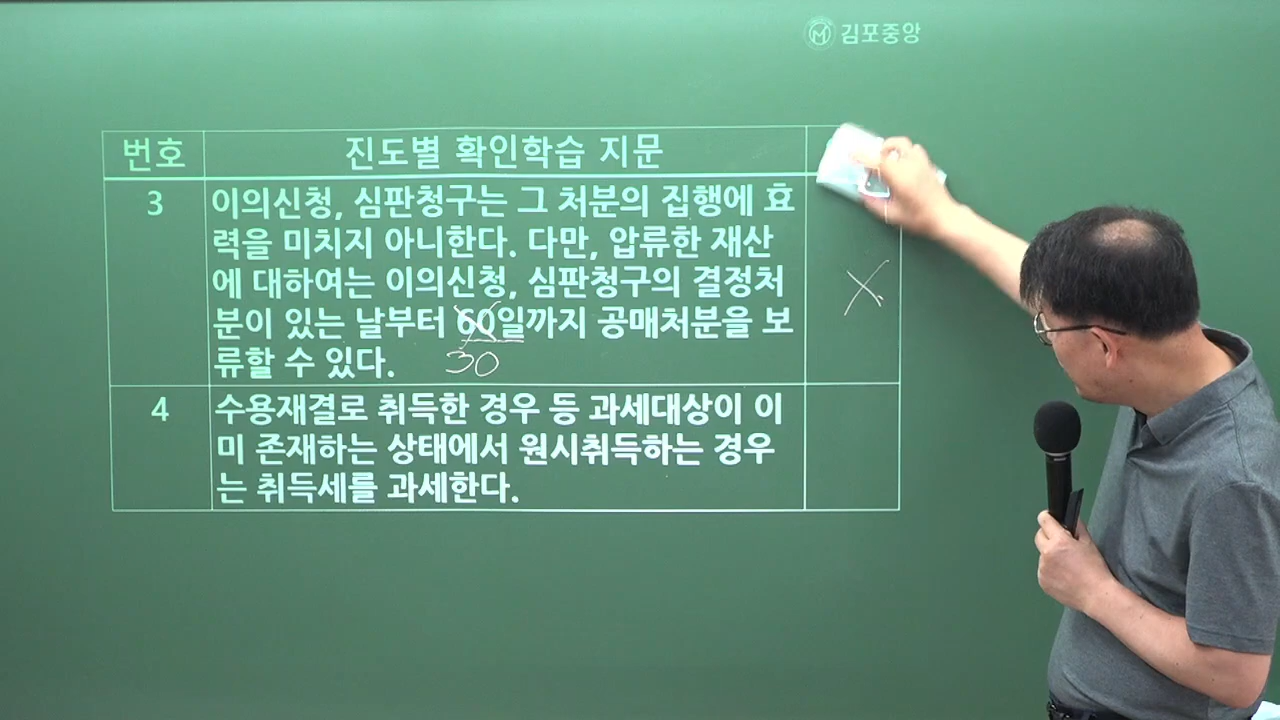 김포중앙
번호 진도별 확인학습 지문
3 이의신청, 심판청구는 그 처분의 집행에 효
력을 미치지 아니한다. 다만, 압류한 재산
에 대하여는 이의신청, 심판청구의 결정처
분이 있는 날부터 60일까지 공매처분을 보
류할 수 있다. 30
X
4 수용재결로 취득한 경우 등 과세대상이 이
미 존재하는 상태에서 원시취득하는 경우
는 취득세를 과세한다.